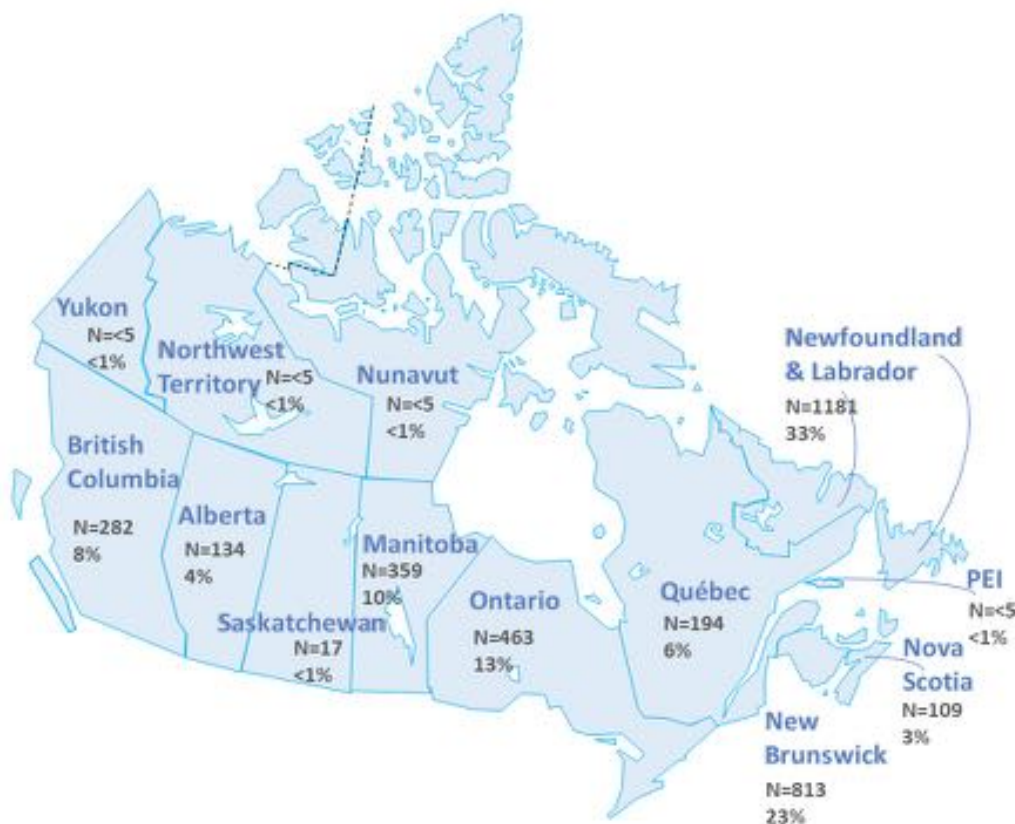 Yukon
N=<5
<1%
Northwest
Territory
N=<5
<1%
Nunavut
N=<5
<1%
Newfoundland
& Labrador
N=1181
33%
British
Columbia
N=282
8%
Alberta
N=134
4%
Saskatchewan
N=17
<1%
Manitoba
N=359
10%
Ontario
N=463
13%
Québec
N=194
6%
PEI
N=<5
<1%
Nova
Scotia
N=109
3%
New
Brunswick
N=813
23%